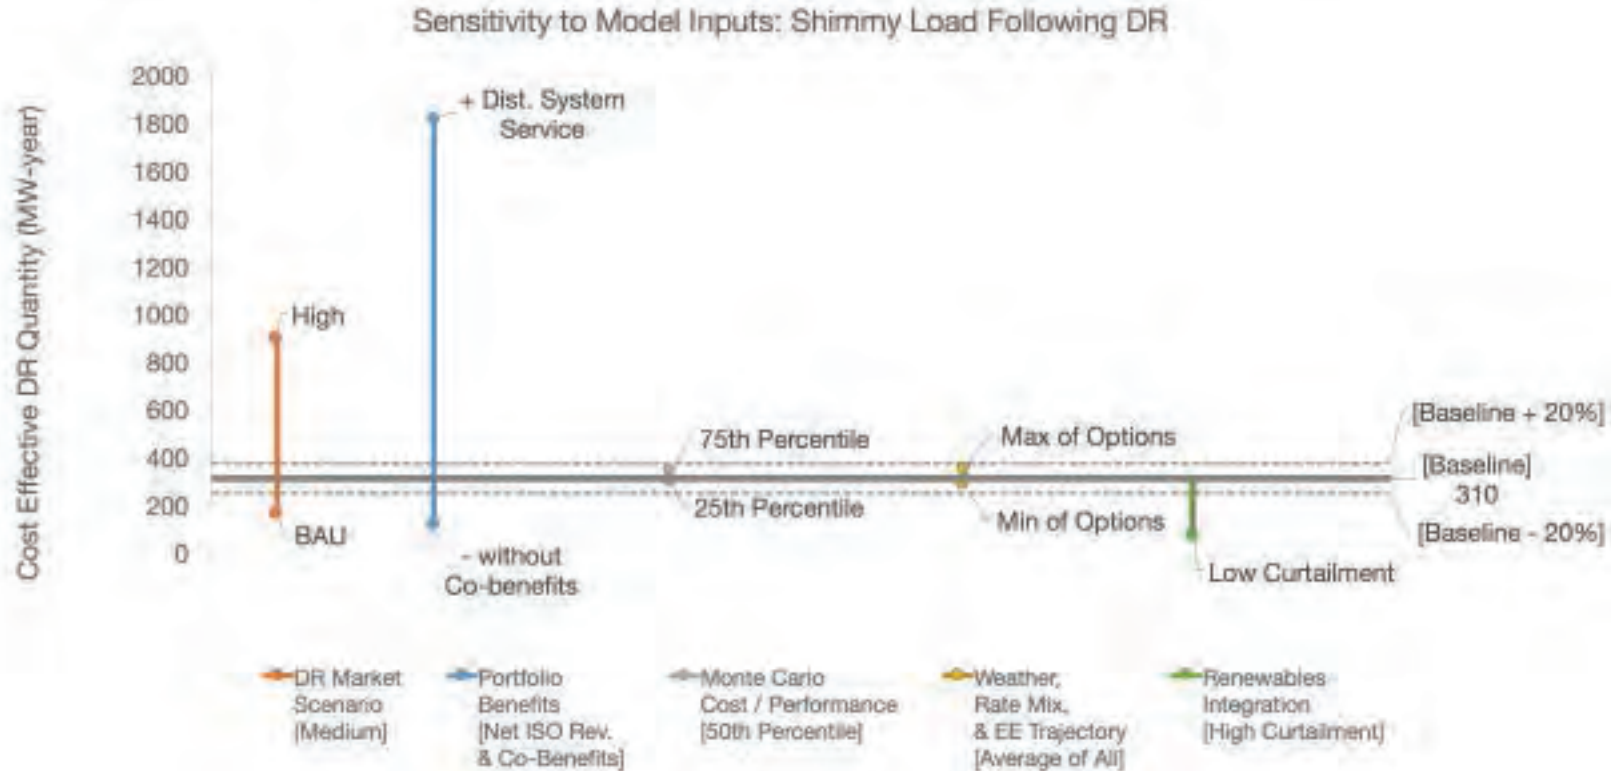 Sensitivity to Model Inputs: Shimmy Load Following DR
Cost Effective DR Quantity (MW-year)
2000
1800
1600
1400
1200
1000
800
600
400
200
0
+ Dist. System
Service
High
BAU
- without
Co-benefits
75th Percentile
25th Percentile
Max of Options
Min of Options
Low Curtailment
[Baseline + 20%]
[Baseline]
310
[Baseline - 20%]
DR Market
Scenario
[Medium]
Portfolio
Benefits
[Net ISO Rev.
& Co-Benefits]
Monte Carlo
Cost / Performance
[50th Percentile]
Weather,
Rate Mix,
& EE Trajectory
[Average of All]
Renewables
Integration
[High Curtailment]